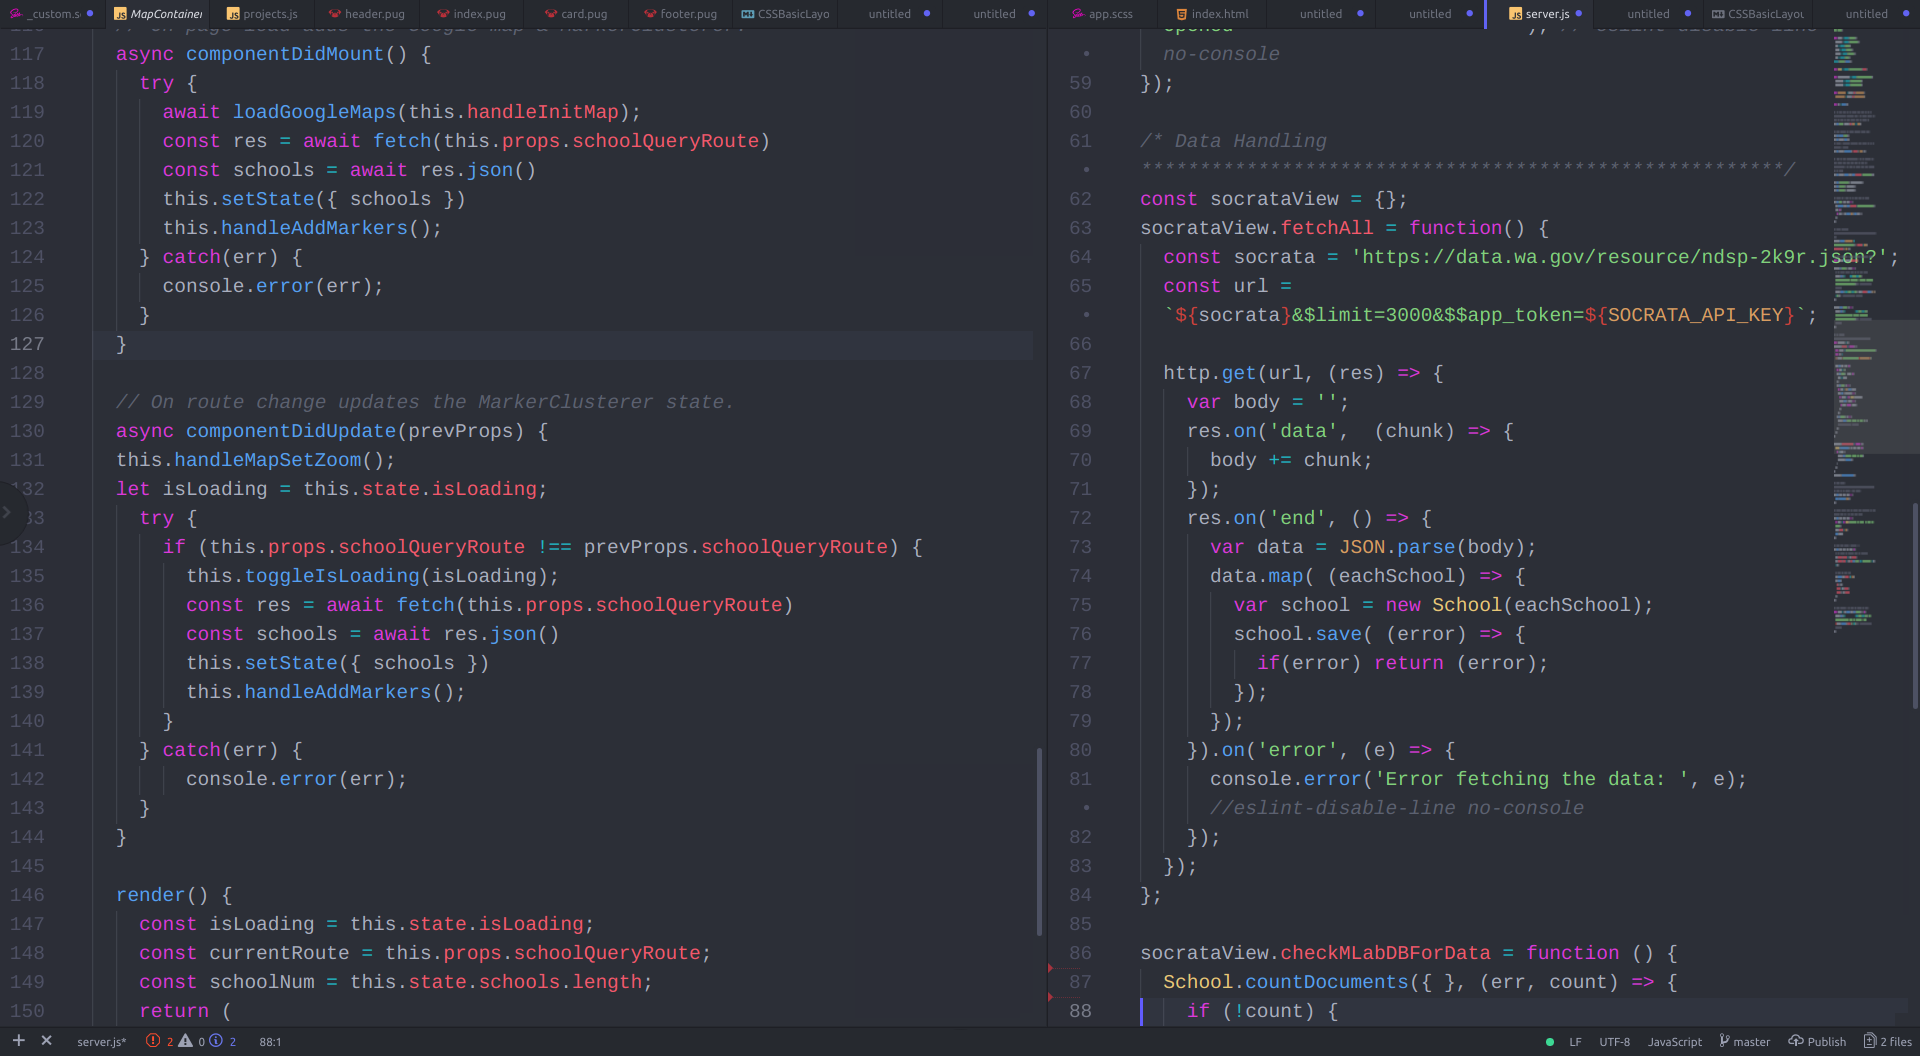 _custom.s
MapContainer
projects.js
header.pug
index.pug
card.pug
footer.pug
CSSBasicLayo
untitled
untitled
app.scss
index.html
untitled
untitled
server.js
untitled
CSSBasicLayou
untitled
117 async componentDidMount() {
118 try {
119 await loadGoogleMaps(this.handleInitMap);
120 const res = await fetch(this.props.schoolQueryRoute)
121 const schools = await res.json()
122 this.setState({ schools })
123 this.handleAddMarkers();
124 } catch(err) {
125 console.error(err);
126 }
127 }
128
129 // On route change updates the MarkerClusterer state.
130 async componentDidUpdate(prevProps) {
131 this.handleMapSetZoom();
132 let isLoading = this.state.isLoading;
33 try {
134 if (this.props.schoolQueryRoute !== prevProps.schoolQueryRoute) {
135 this.toggleIsLoading(isLoading);
136 const res = await fetch(this.props.schoolQueryRoute)
137 const schools = await res.json()
138 this.setState({ schools })
139 this.handleAddMarkers();
140 }
141 } catch(err) {
142 console.error(err);
143 }
144 }
145
146 render() {
147 const isLoading = this.state.isLoading;
148 const currentRoute = this.props.schoolQueryRoute;
149 const schoolNum = this.state.schools.length;
150 return (
• no-console
59 });
60
61 /* Data Handling
• *******************************************************/
62 const socrataView = {};
63 socrataView.fetchAll = function() {
64 const socrata = 'https://data.wa.gov/resource/ndsp-2k9r.json?';
65 const url =
• `${socrata}&$limit=3000&$$app_token=${SOCRATA_API_KEY}`;
66
67 http.get(url, (res) => {
68 var body = '';
69 res.on('data',  (chunk) => {
70 body += chunk;
71 });
72 res.on('end', () => {
73 var data = JSON.parse(body);
74 data.map( (eachSchool) => {
75 var school = new School(eachSchool);
76 school.save( (error) => {
77 if(error) return (error);
78 });
79 });
80 }).on('error', (e) => {
81 console.error('Error fetching the data: ', e);
• //eslint-disable-line no-console
82 });
83 });
84 };
85
86 socrataView.checkMLabDBForData = function () {
87 School.countDocuments({ }, (err, count) => {
88 if (!count) {
server.js* 2 0 2 88:1
LF UTF-8 JavaScript master Publish 2 files